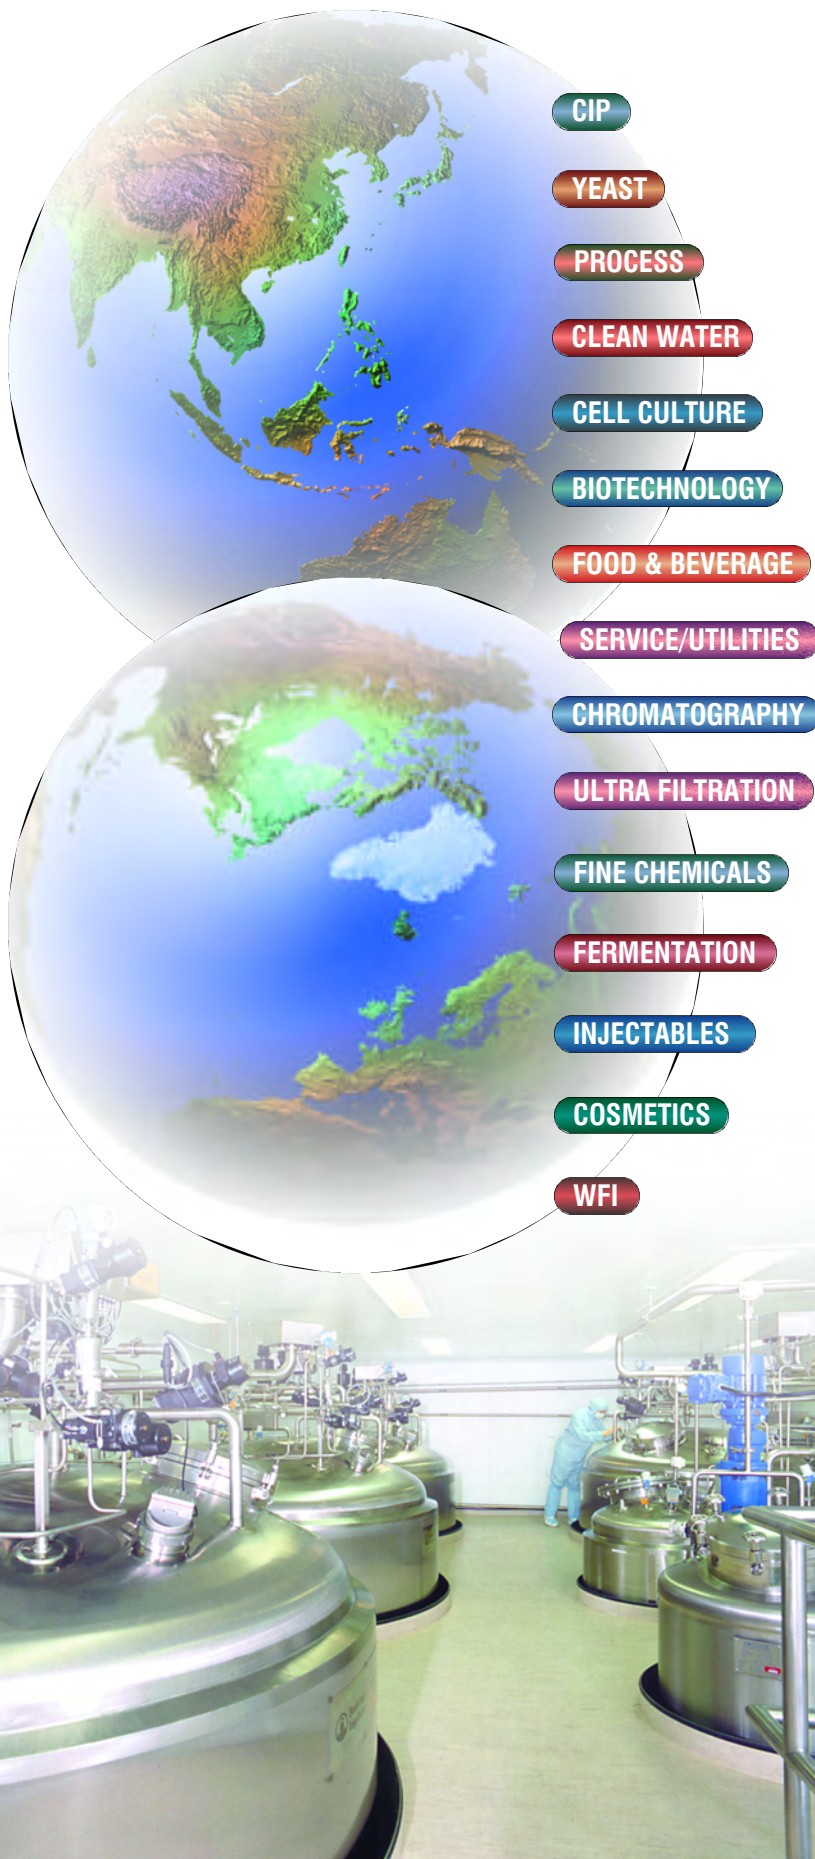 CIP
YEAST
PROCESS
CLEAN WATER
CELL CULTURE
BIOTECHNOLOGY
FOOD & BEVERAGE
SERVICE/UTILITIES
CHROMATOGRAPHY
ULTRA FILTRATION
FINE CHEMICALS
FERMENTATION
INJECTABLES
COSMETICS
WFI